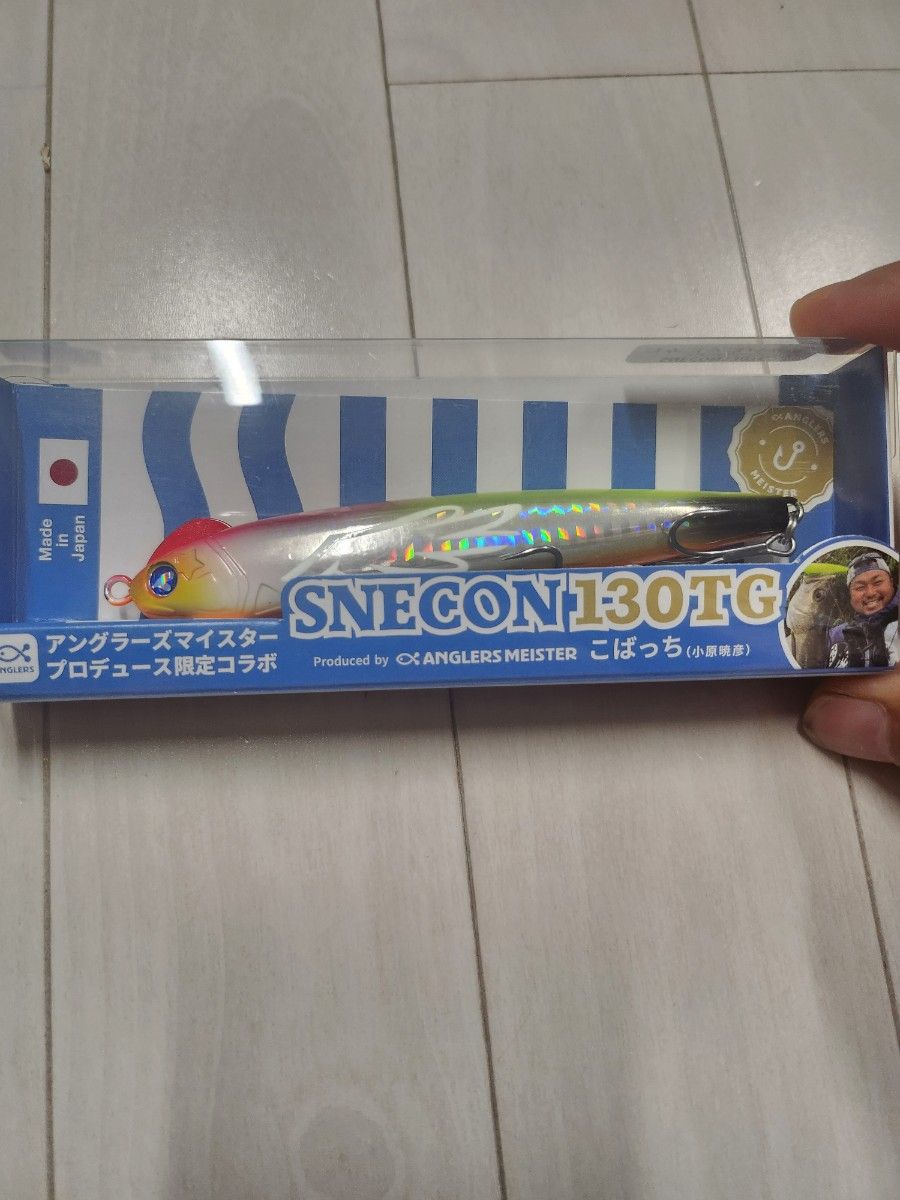 Made
in
Japan
ANGLERS
MEISTER
SNECON130TG
ANGLERS
アングラーズマイスター
プロデュース限定コラボ
Produced by ANGLERS MEISTER こばっち(小原暁彦)